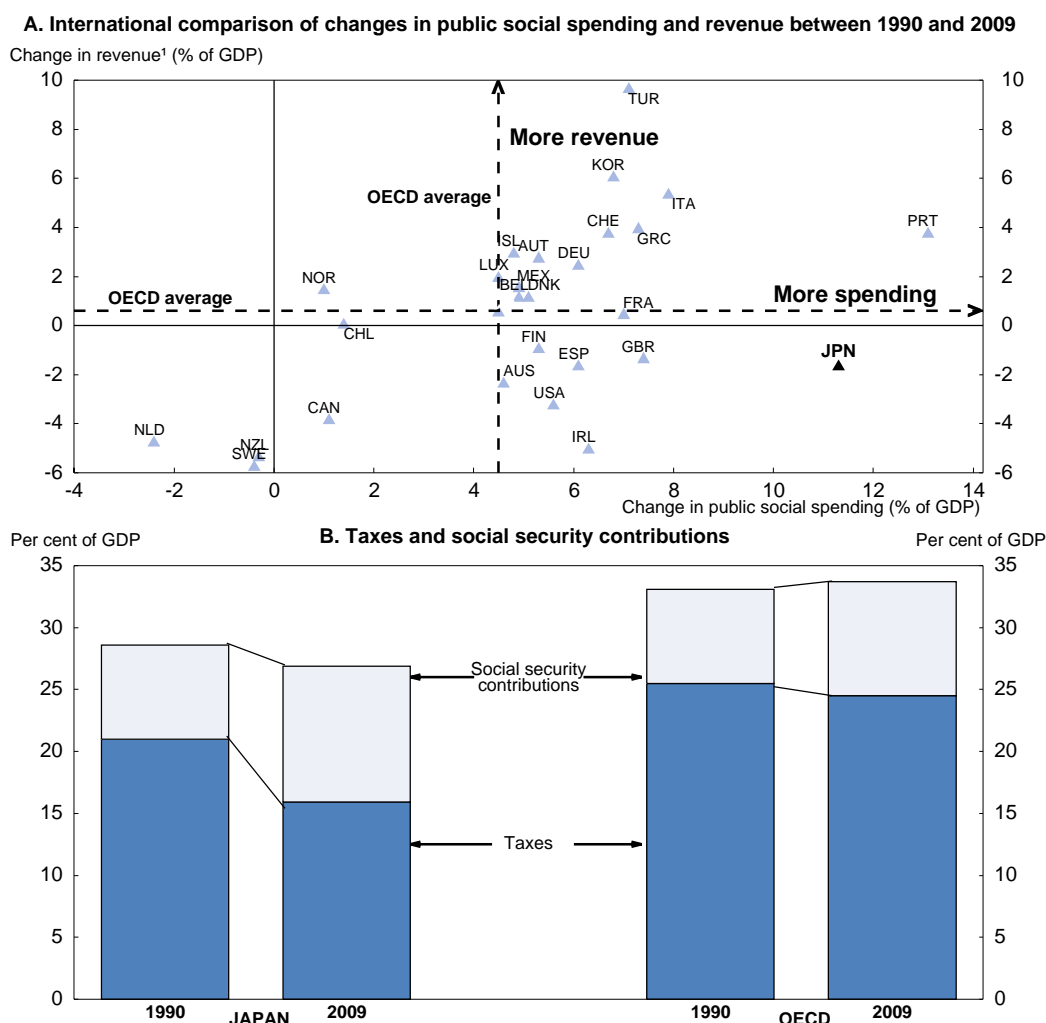 A. International comparison of changes in public social spending and revenue between 1990 and 2009
Change in revenue¹ (% of GDP)
10 10
TUR
8 More revenue 8
KOR
6 6
OECD average
ITA
4 CHE PRT 4
GRC
ISL AUT DEU
LUX
2 NOR MEX 2
BEL DNK
OECD average FRA More spending
0 0
CHL
FIN ESP GBR JPN
-2 AUS -2
USA
CAN
-4 -4
NLD IRL
NZL
SWE
-6 -6
-4 -2 0 2 4 6 8 10 12 14
Change in public social spending (% of GDP)
B. Taxes and social security contributions
Per cent of GDP Per cent of GDP
35 35
30 30
Social security
contributions
25 25
20 20
15 15
Taxes
10 10
5 5
0 0
1990 2009 1990 2009
JAPAN OECD